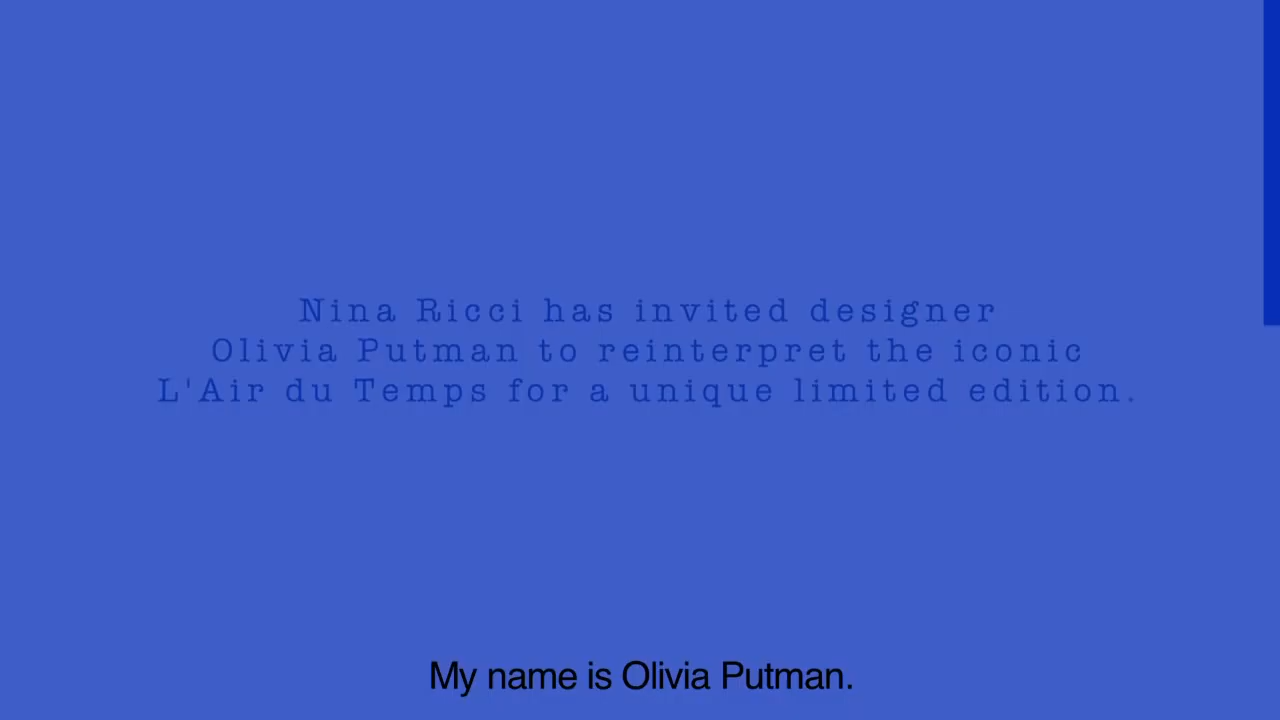 Nina Ricci has invited designer
Olivia Putman to reinterpret the iconic
L'Air du Temps for a unique limited edition.
My name is Olivia Putman.